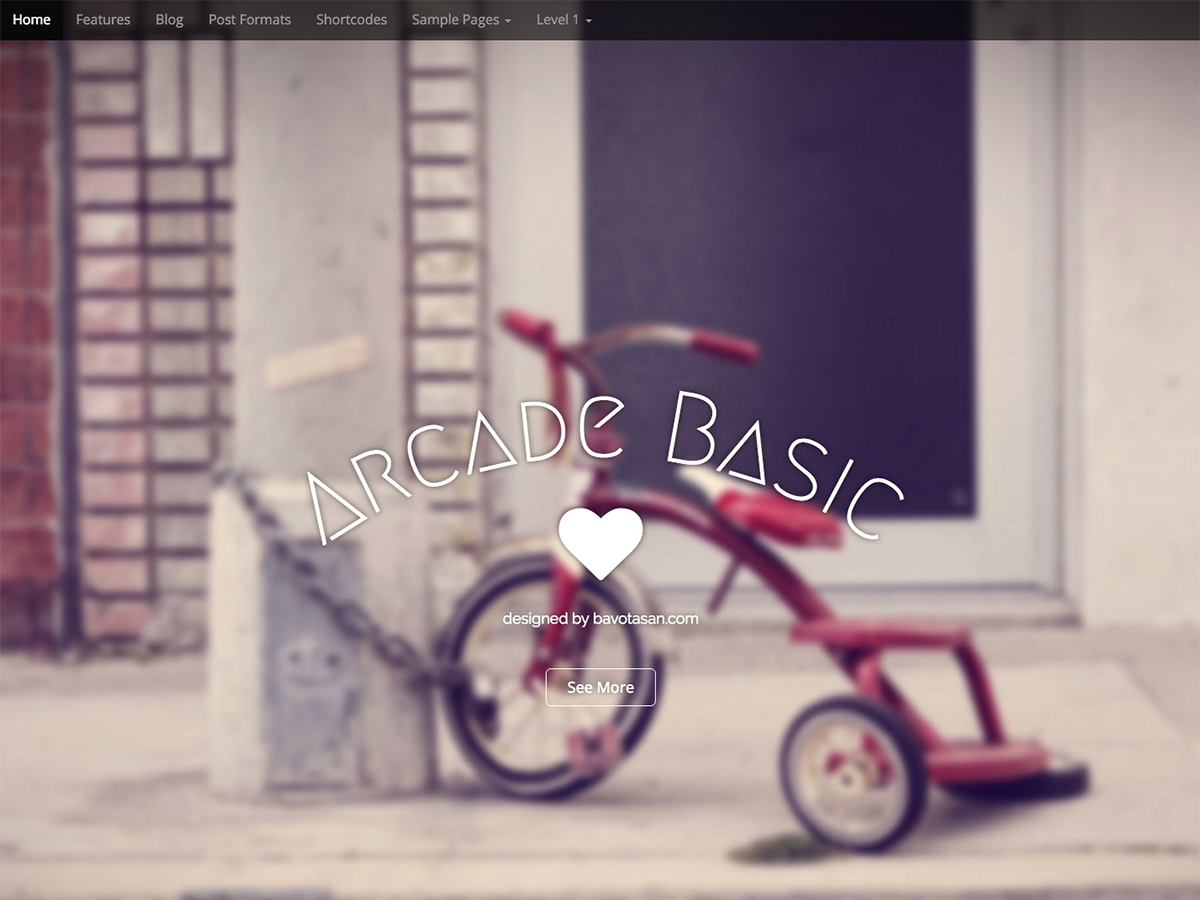 Home Features Blog Post Formats Shortcodes Sample Pages Level 1
Arcade Basic
designed by bavotasan.com
See More